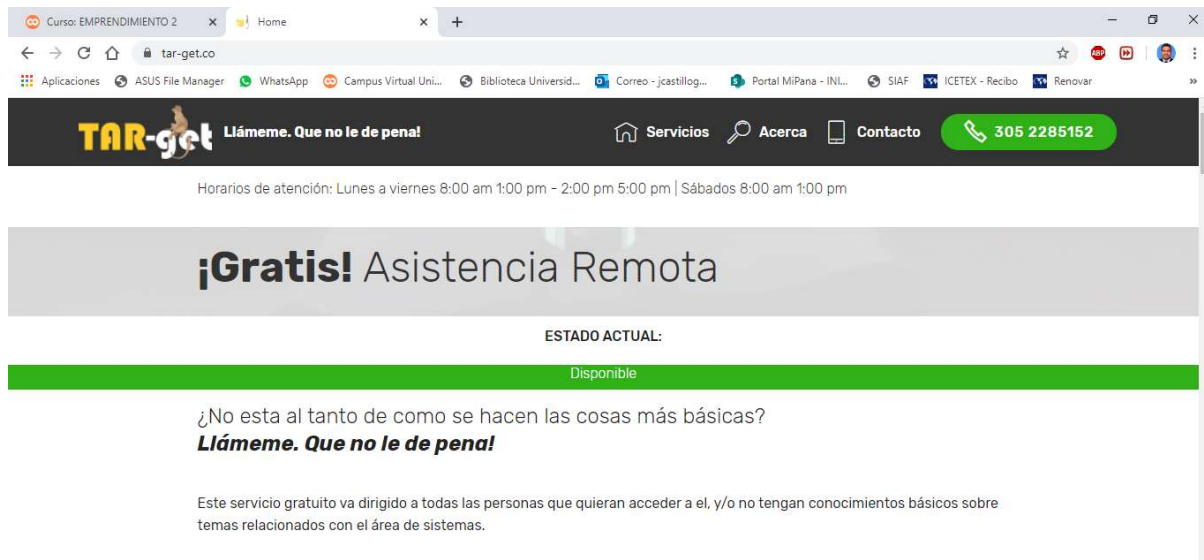 Curso: EMPRENDIMIENTO 2
Home
tar-get.co
ABP
Aplicaciones ASUS File Manager WhatsApp Campus Virtual Uni... Biblioteca Universid... Correo - jcastillog... Portal MiPana - INI... SIAF ICETEX - Recibo Renovar
TAR-get Llámeme. Que no le de pena! Servicios Acerca Contacto 305 2285152
Horarios de atención: Lunes a viernes 8:00 am 1:00 pm - 2:00 pm 5:00 pm | Sábados 8:00 am 1:00 pm
¡Gratis! Asistencia Remota
ESTADO ACTUAL:
Disponible
¿No esta al tanto de como se hacen las cosas más básicas?
Llámeme. Que no le de pena!
Este servicio gratuito va dirigido a todas las personas que quieran acceder a el, y/o no tengan conocimientos básicos sobre
temas relacionados con el área de sistemas.